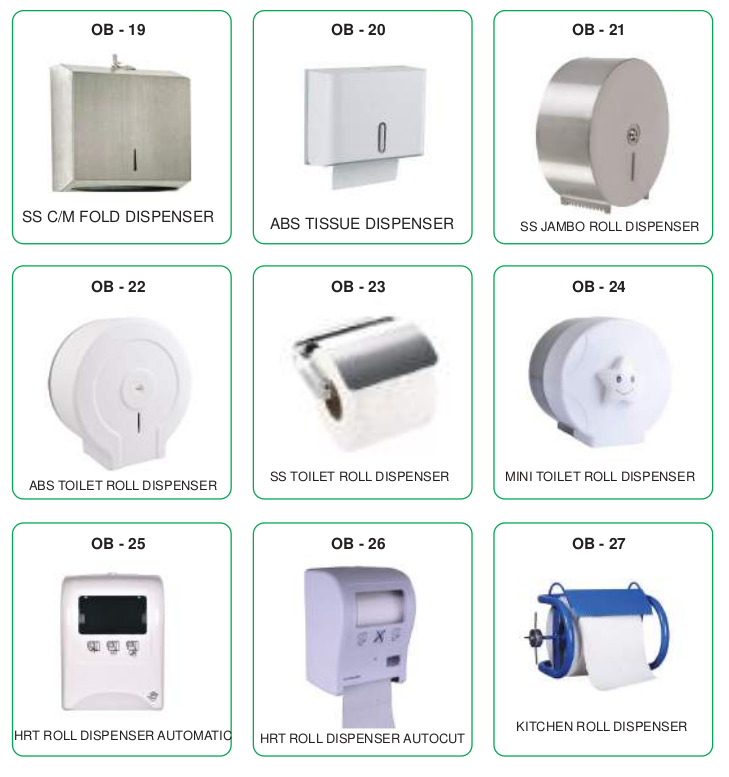 OB - 19
OB - 20
OB - 21
SS C/M FOLD DISPENSER
ABS TISSUE DISPENSER
SS JAMBO ROLL DISPENSER
OB - 22
OB - 23
OB - 24
ABS TOILET ROLL DISPENSER
SS TOILET ROLL DISPENSER
MINI TOILET ROLL DISPENSER
OB - 25
OB - 26
OB - 27
HRT ROLL DISPENSER AUTOMATIC
HRT ROLL DISPENSER AUTOCUT
KITCHEN ROLL DISPENSER